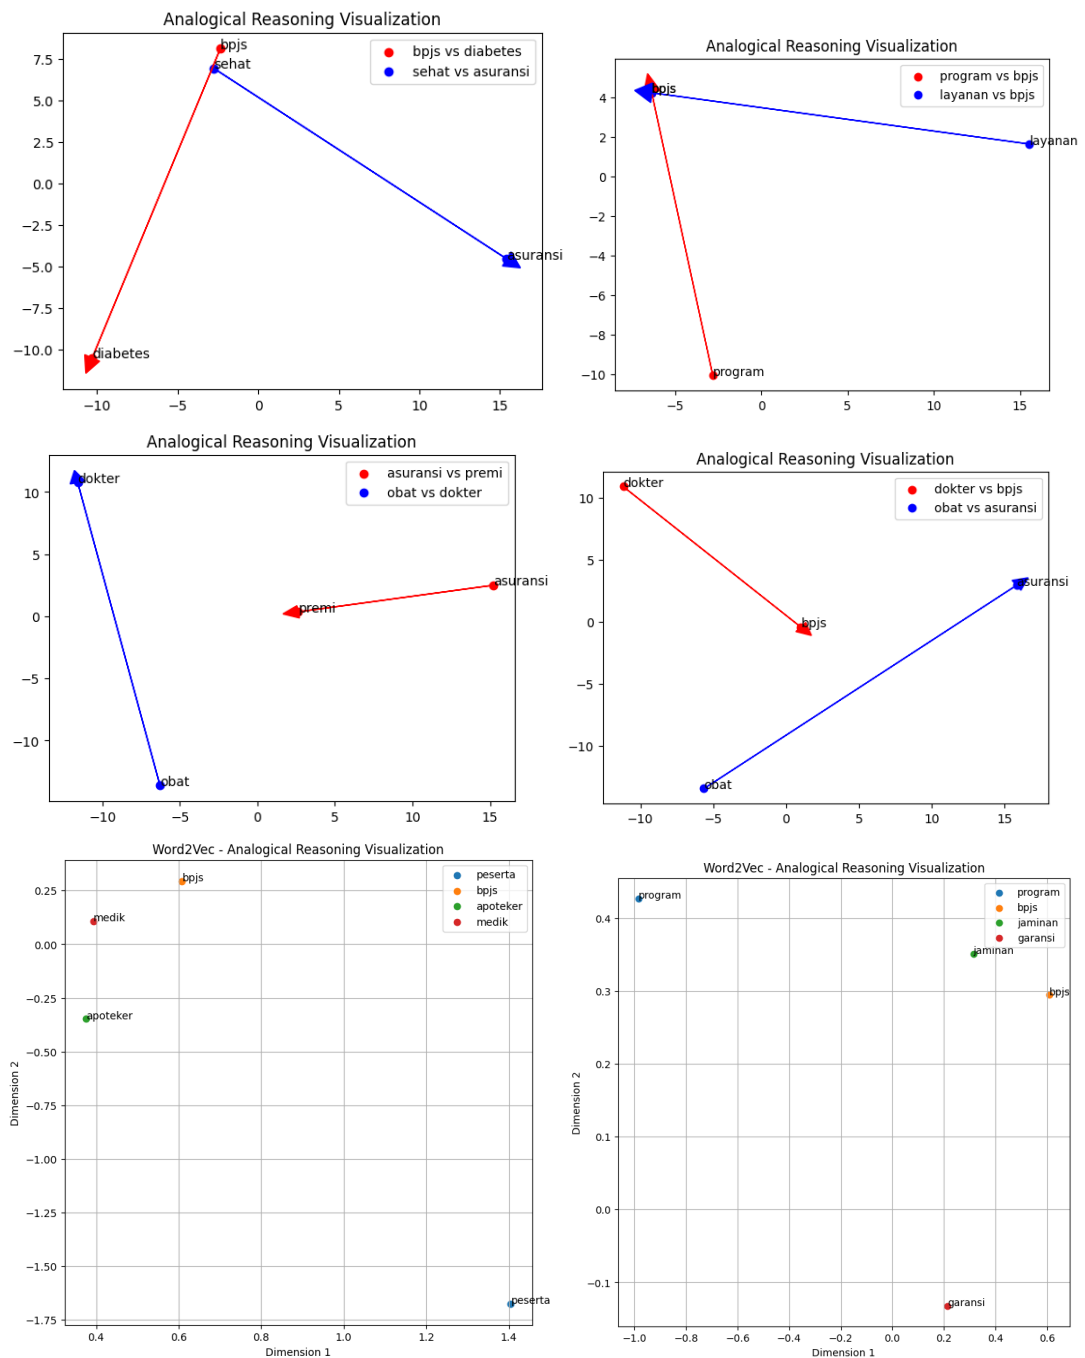 Analogical Reasoning Visualization
bpjs vs diabetes
sehat vs asuransi
bpjs
sehat
asuransi
diabetes
7.5
5.0
2.5
0.0
−2.5
−5.0
−7.5
−10.0
−10
−5
0
5
10
15
Analogical Reasoning Visualization
program vs bpjs
layanan vs bpjs
bpjs
layanan
program
4
2
0
−2
−4
−6
−8
−10
−5
0
5
10
15
Analogical Reasoning Visualization
asuransi vs premi
obat vs dokter
dokter
asuransi
premi
obat
10
5
0
−5
−10
−10
−5
0
5
10
15
Analogical Reasoning Visualization
dokter vs bpjs
obat vs asuransi
dokter
asuransi
bpjs
obat
10
5
0
−5
−10
−10
−5
0
5
10
15
Word2Vec - Analogical Reasoning Visualization
peserta
bpjs
apoteker
medik
bpjs
medik
apoteker
peserta
0.25
0.00
−0.25
−0.50
−0.75
−1.00
−1.25
−1.50
−1.75
Dimension 2
0.4
0.6
0.8
1.0
1.2
1.4
Dimension 1
Word2Vec - Analogical Reasoning Visualization
program
bpjs
jaminan
garansi
program
jaminan
bpjs
garansi
0.4
0.3
0.2
0.1
0.0
−0.1
Dimension 2
−1.0
−0.8
−0.6
−0.4
−0.2
0.0
0.2
0.4
0.6
Dimension 1